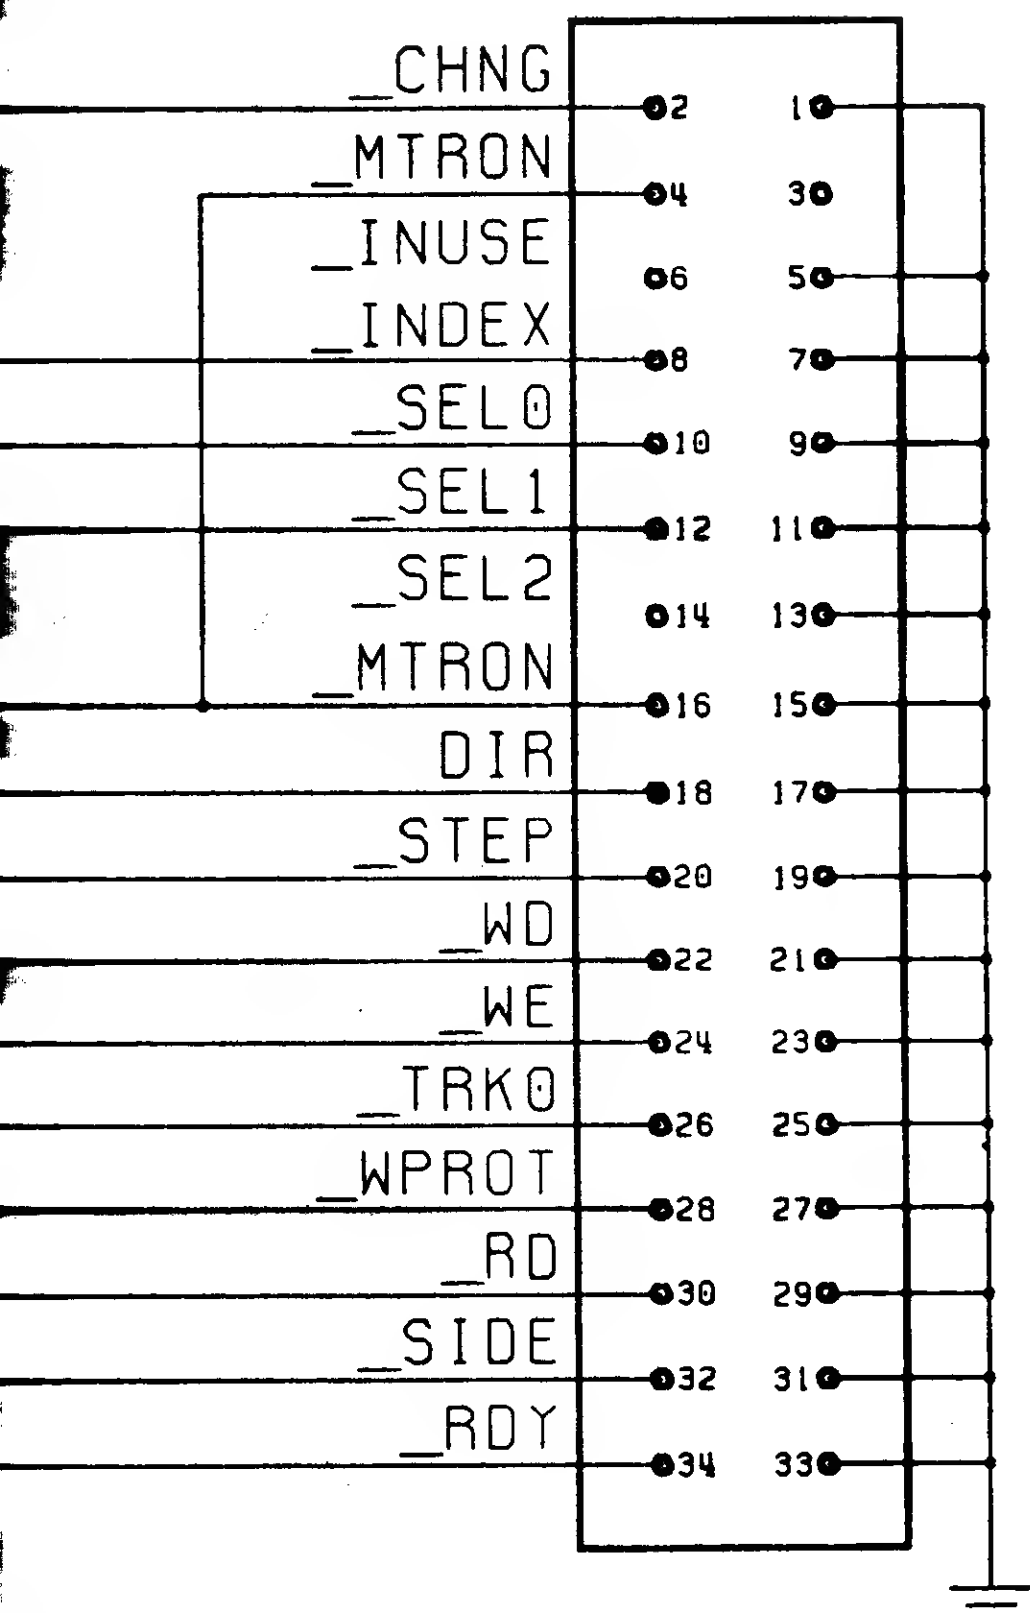 _CHNG
2 1
_MTRON
4 3
_INUSE
6 5
_INDEX
8 7
_SEL0
10 9
_SEL1
12 11
_SEL2
14 13
_MTRON
16 15
DIR
18 17
_STEP
20 19
_WD
22 21
_WE
24 23
_TRK0
26 25
_WPROT
28 27
_RD
30 29
_SIDE
32 31
_RDY
34 33